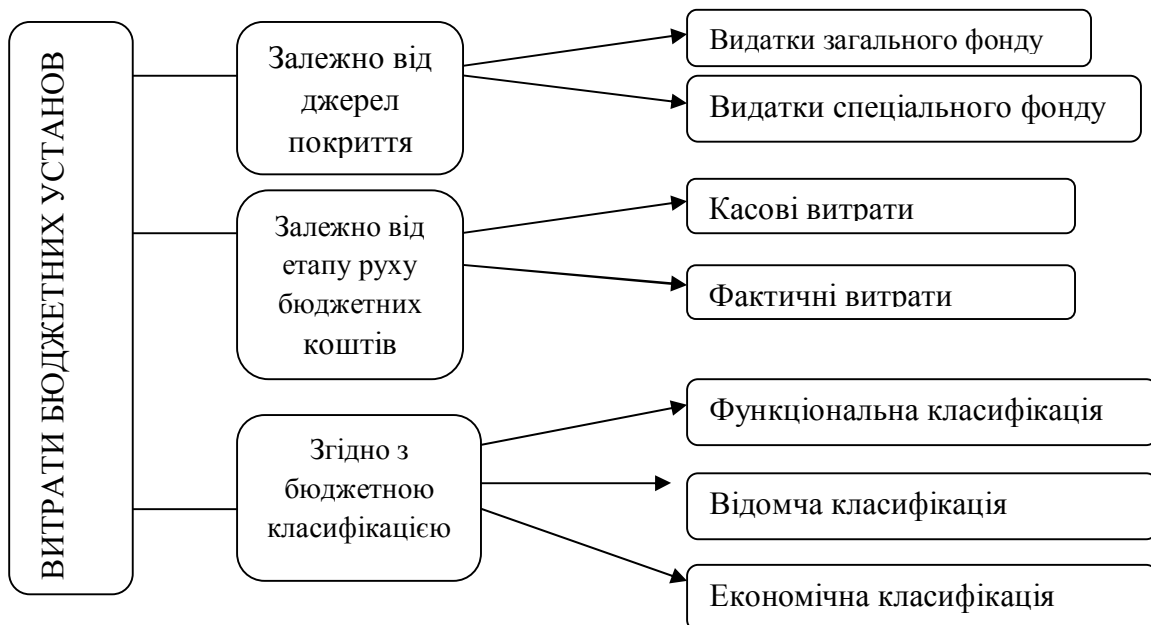 ВИТРАТИ БЮДЖЕТНИХ УСТАНОВ
Залежно від
джерел
покриття
Видатки загального фонду
Видатки спеціального фонду
Залежно від
етапу руху
бюджетних
коштів
Касові витрати
Фактичні витрати
Згідно з
бюджетною
класифікацією
Функціональна класифікація
Відомча класифікація
Економічна класифікація